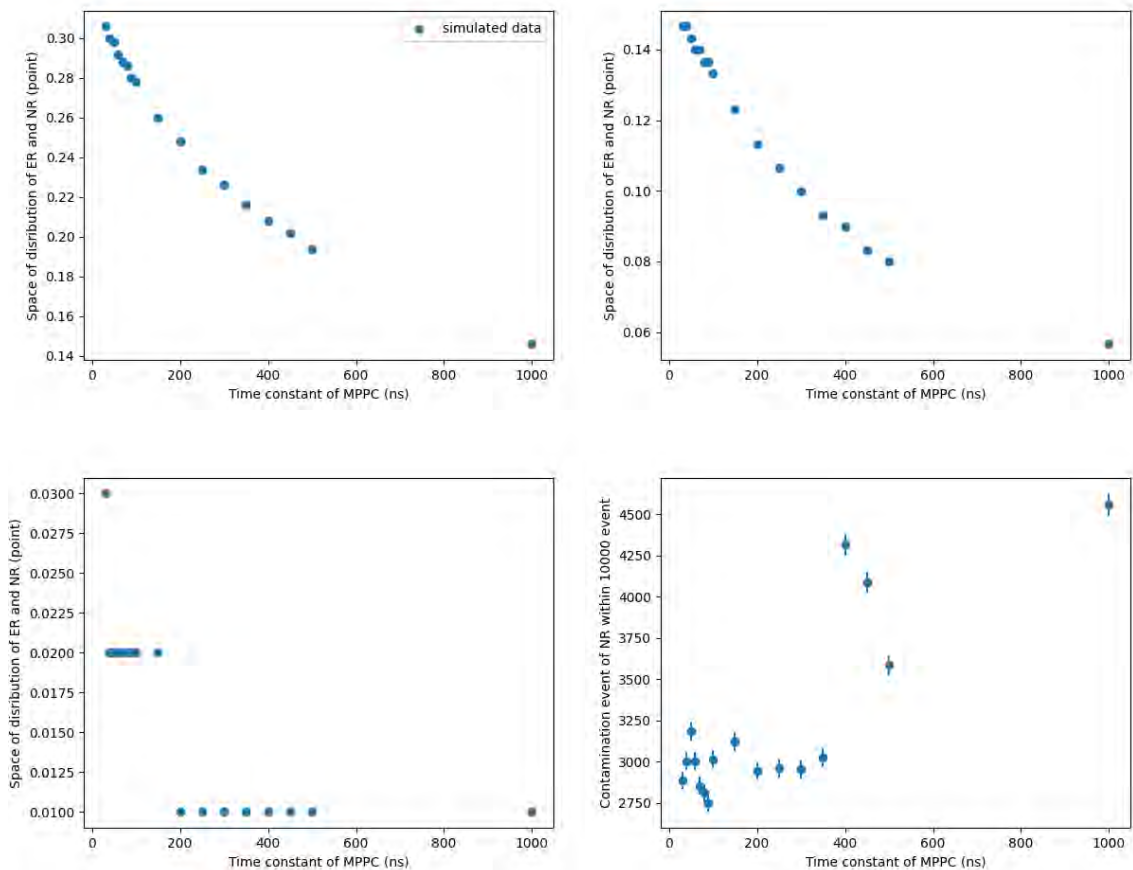 simulated data
0.30
0.28
0.26
0.24
0.22
0.20
0.18
0.16
0.14
Space of disribution of ER and NR (point)
0 200 400 600 800 1000
Time constant of MPPC (ns)
0.14
0.12
0.10
0.08
0.06
Space of disribution of ER and NR (point)
0 200 400 600 800 1000
Time constant of MPPC (ns)
0.0300
0.0275
0.0250
0.0225
0.0200
0.0175
0.0150
0.0125
0.0100
Space of disribution of ER and NR (point)
0 200 400 600 800 1000
Time constant of MPPC (ns)
4500
4250
4000
3750
3500
3250
3000
2750
Contamination event of NR within 10000 event
0 200 400 600 800 1000
Time constant of MPPC (ns)